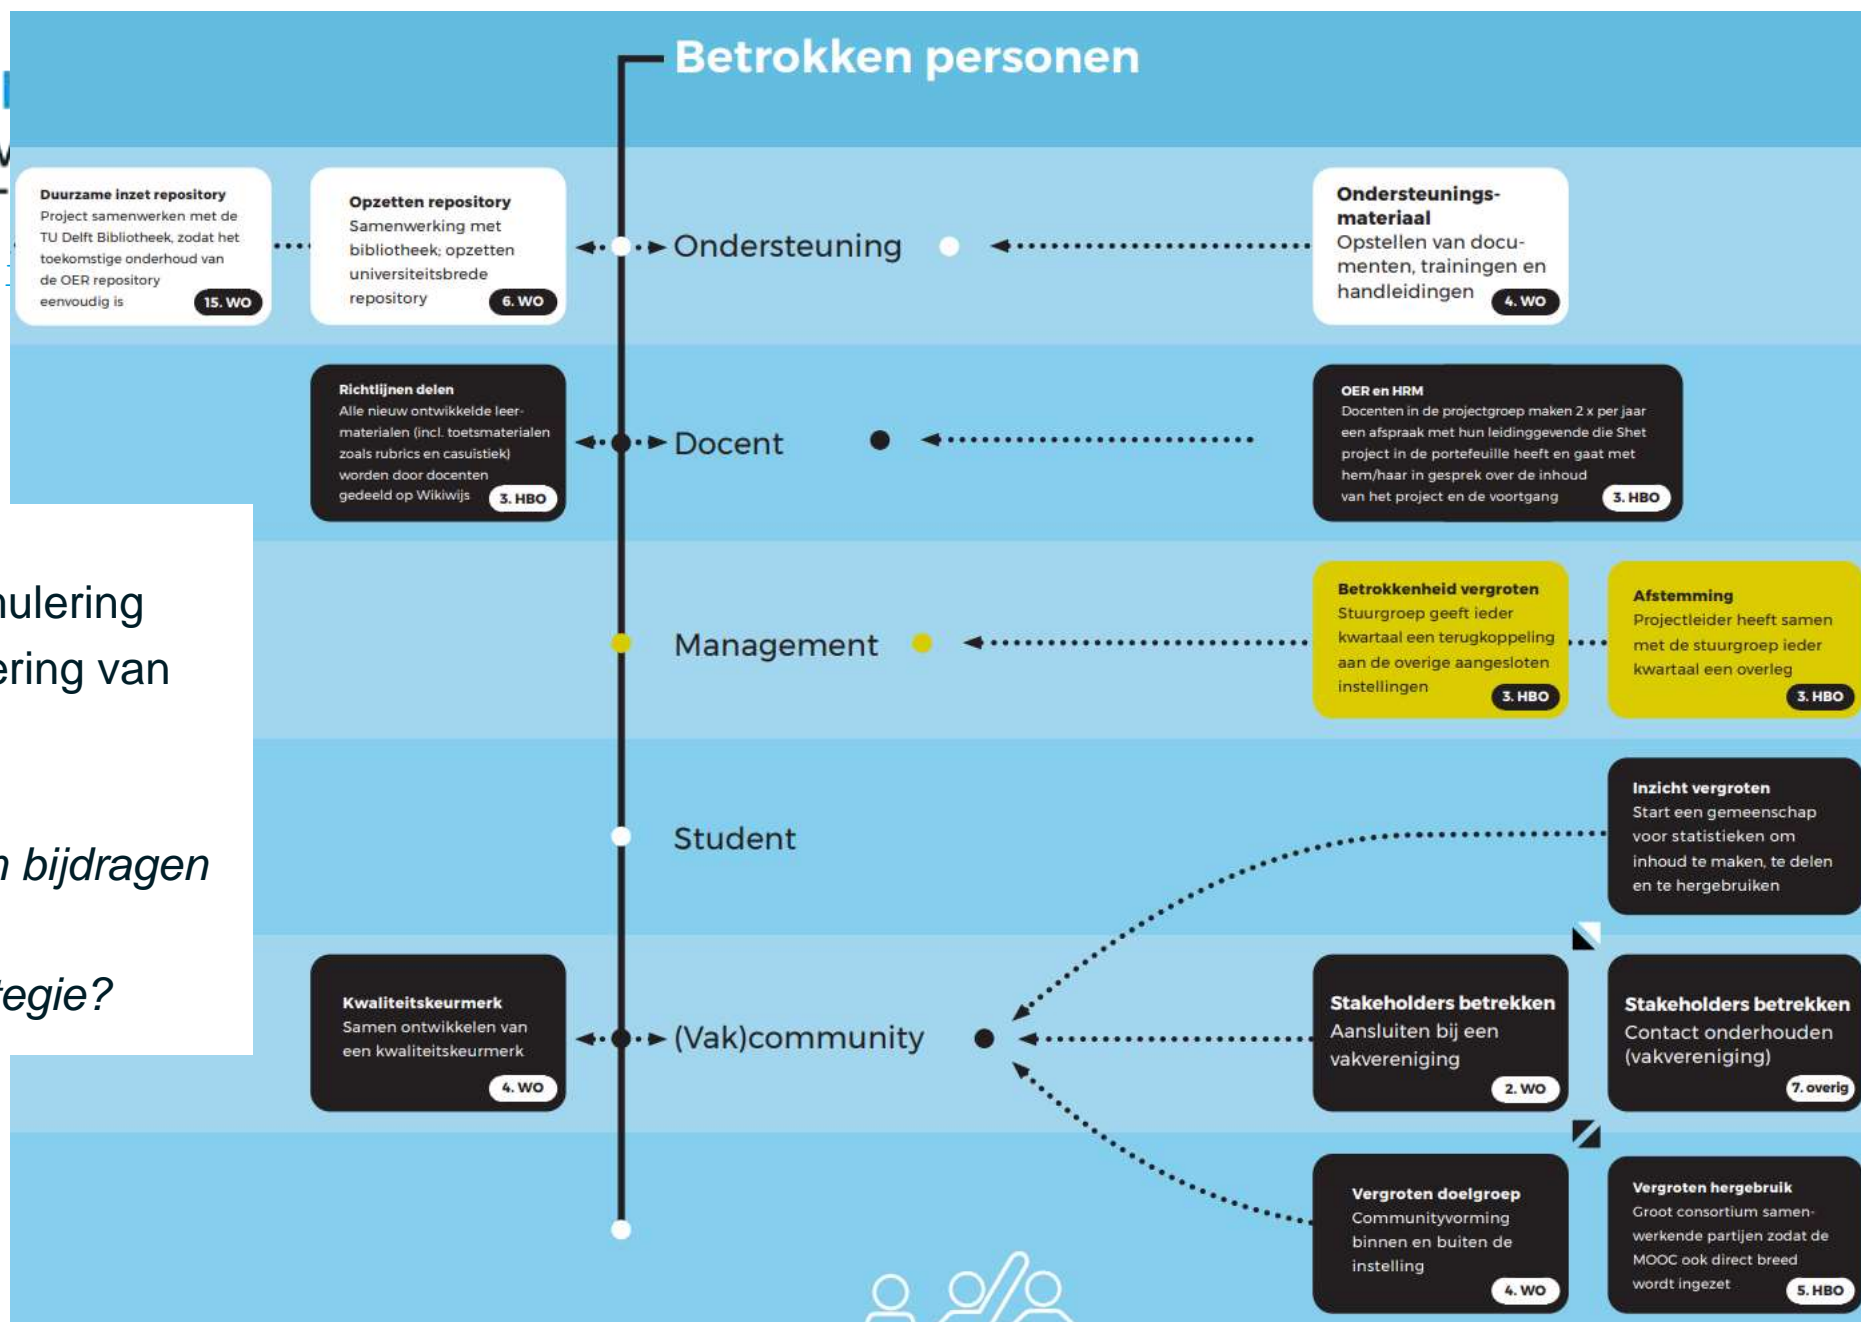 Betrokken personen
Duurzame inzet repository
Project samenwerken met de
TU Delft Bibliotheek, zodat het
toekomstige onderhoud van
de OER repository
eenvoudig is
15. WO
Opzetten repository
Samenwerking met
bibliotheek; opzetten
universiteitsbrede
repository
6. WO
Ondersteuning
Ondersteunings-
materiaal
Opstellen van docu-
menten, trainingen en
handleidingen
4. WO
Richtlijnen delen
Alle nieuw ontwikkelde leer-
materialen (incl. toetsmaterialen
zoals rubrics en casuïstiek)
worden door docenten
gedeeld op Wikiwijs
3. HBO
Docent
OER en HRM
Docenten in de projectgroep maken 2 x per jaar
een afspraak met hun leidinggevende die Shet
project in de portefeuille heeft en gaat met
hem/haar in gesprek over de inhoud
van het project en de voortgang
3. HBO
nulering
ering van
bijdragen
tegie?
Management
Betrokkenheid vergroten
Stuurgroep geeft ieder
kwartaal een terugkoppeling
aan de overige aangesloten
instellingen
3. HBO
Afstemming
Projectleider heeft samen
met de stuurgroep ieder
kwartaal een overleg
3. HBO
Student
Inzicht vergroten
Start een gemeenschap
voor statistieken om
inhoud te maken, te delen
en te hergebruiken
Kwaliteitskeurmerk
Samen ontwikkelen van
een kwaliteitskeurmerk
4. WO
(Vak)community
Stakeholders betrekken
Aansluiten bij een
vakvereniging
2. WO
Stakeholders betrekken
Contact onderhouden
(vakvereniging)
7. overig
Vergroten doelgroep
Communityvorming
binnen en buiten de
instelling
4. WO
Vergroten hergebruik
Groot consortium samen-
werkende partijen zodat de
MOOC ook direct breed
wordt ingezet
5. HBO